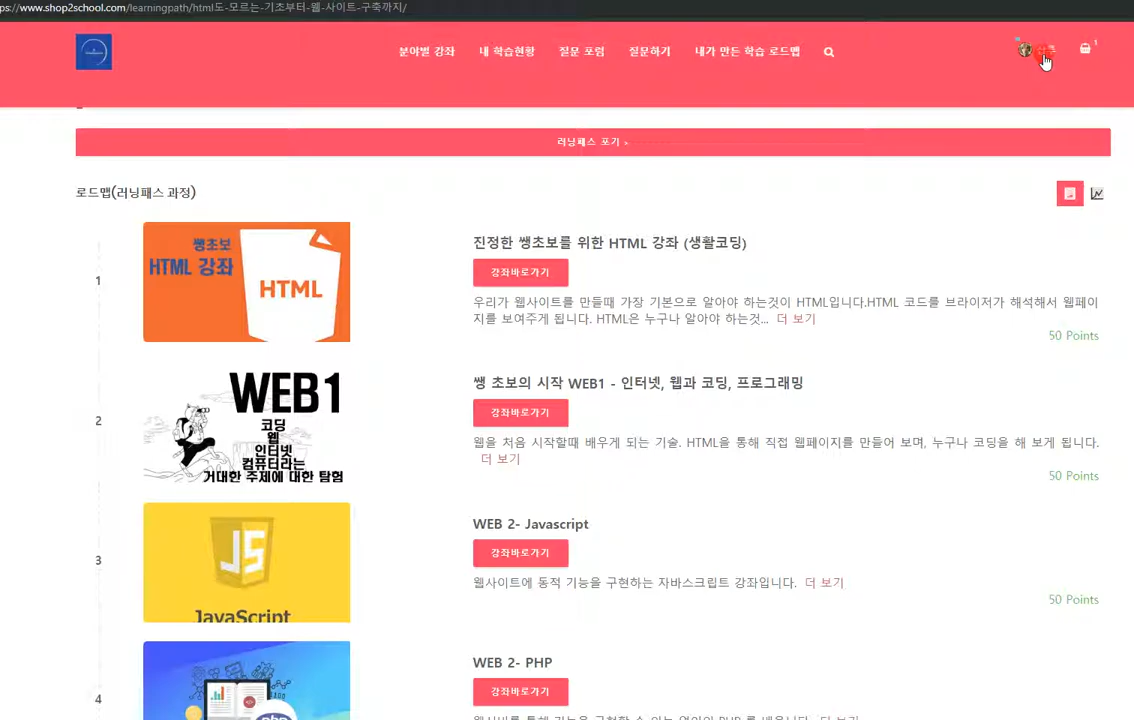 ps://www.shop2school.com/learningpath/html도-모르는-기초부터-웹-사이트-구축까지/
분야별 강좌 내 학습현황 질문 포럼 질문하기 내가 만든 학습 로드맵
1
러닝패스 포기 >
로드맵(러닝패스 과정)
1
쌩초보
HTML 강좌
HTML
진정한 쌩초보를 위한 HTML 강좌 (생활코딩)
강좌바로가기
우리가 웹사이트를 만들때 가장 기본으로 알아야 하는것이 HTML입니다.HTML 코드를 브라이저가 해석해서 웹페이
지를 보여주게 됩니다. HTML은 누구나 알아야 하는것... 더 보기
50 Points
2
WEB1
코딩
웹
인터넷
컴퓨터라는
거대한 주제에 대한 탐험
쌩 초보의 시작 WEB1 - 인터넷, 웹과 코딩, 프로그래밍
강좌바로가기
웹을 처음 시작할때 배우게 되는 기술. HTML을 통해 직접 웹페이지를 만들어 보며, 누구나 코딩을 해 보게 됩니다.
더 보기
50 Points
3
JS
JavaScript
WEB 2- Javascript
강좌바로가기
웹사이트에 동적 기능을 구현하는 자바스크립트 강좌입니다. 더 보기
50 Points
4
php
WEB 2- PHP
강좌바로가기